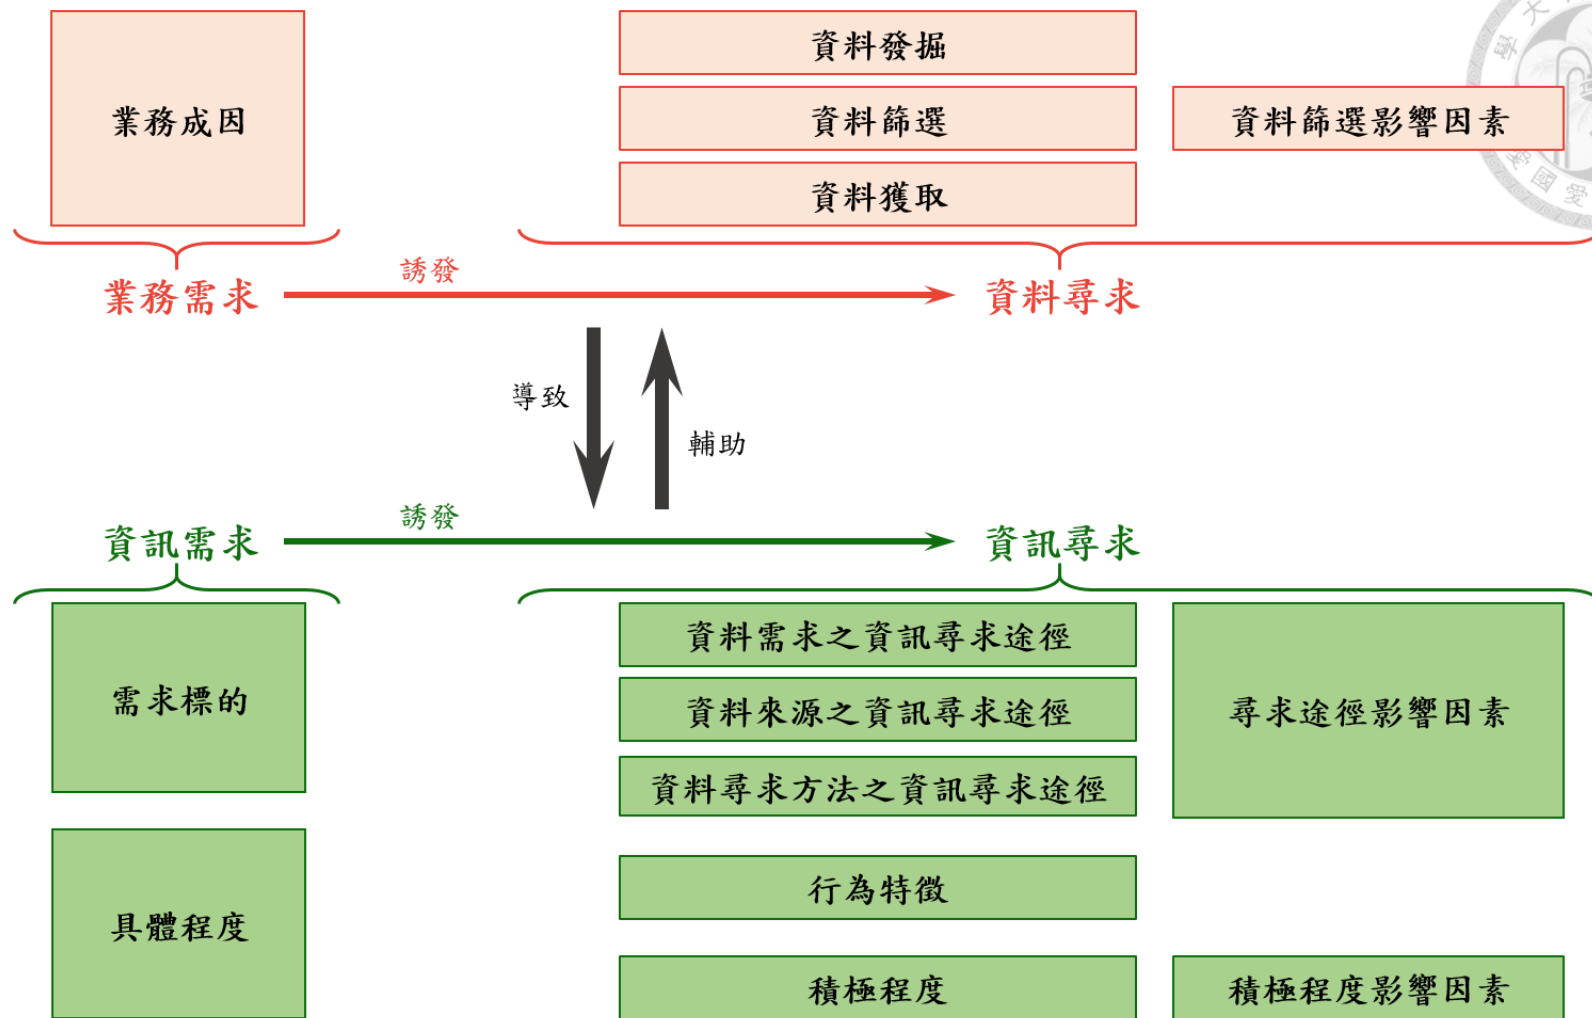 業務成因
資料發掘
資料篩選
資料篩選影響因素
資料獲取
業務需求
誘發
資料尋求
導致
輔助
資訊需求
誘發
資訊尋求
需求標的
資料需求之資訊尋求途徑
資料來源之資訊尋求途徑
資料尋求方法之資訊尋求途徑
尋求途徑影響因素
具體程度
行為特徵
積極程度
積極程度影響因素
大
學
愛
國
愛